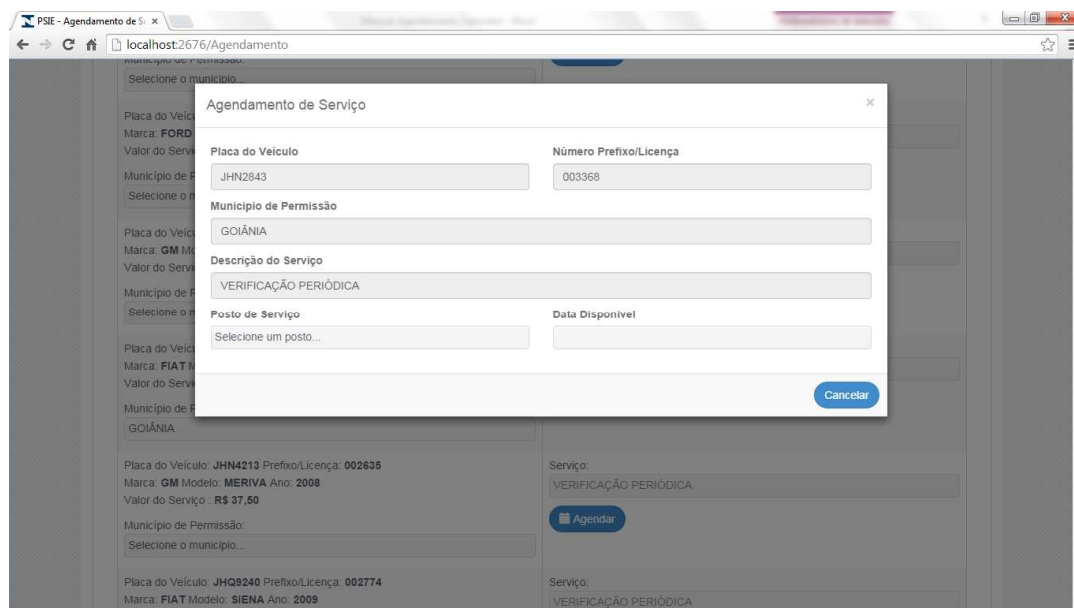 PSIE - Agendamento de S
localhost:2676/Agendamento
Selecione o município...
Agendamento de Serviço ×
Placa do Veícu
Marca: FORD
Valor do Servi
Placa do Veículo Número Prefixo/Licença
JHN2843 003368
Município de P
Selecione o m
Município de Permissão
GOIÂNIA
Placa do Veícu
Marca: GM Mo
Valor do Servi
Descrição do Serviço
VERIFICAÇÃO PERIÓDICA
Município de P
Selecione o m
Posto de Serviço Data Disponível
Selecione um posto...
Placa do Veícu
Marca: FIAT M
Valor do Servi
Cancelar
Município de P
GOIÂNIA
Placa do Veículo: JHN4213 Prefixo/Licença: 002635 Serviço:
Marca: GM Modelo: MERIVA Ano: 2008 VERIFICAÇÃO PERIÓDICA
Valor do Serviço : R$ 37,50
Município de Permissão: Agendar
Selecione o município...
Placa do Veículo: JHQ9240 Prefixo/Licença: 002774 Serviço:
Marca: FIAT Modelo: SIENA Ano: 2009 VERIFICAÇÃO PERIÓDICA